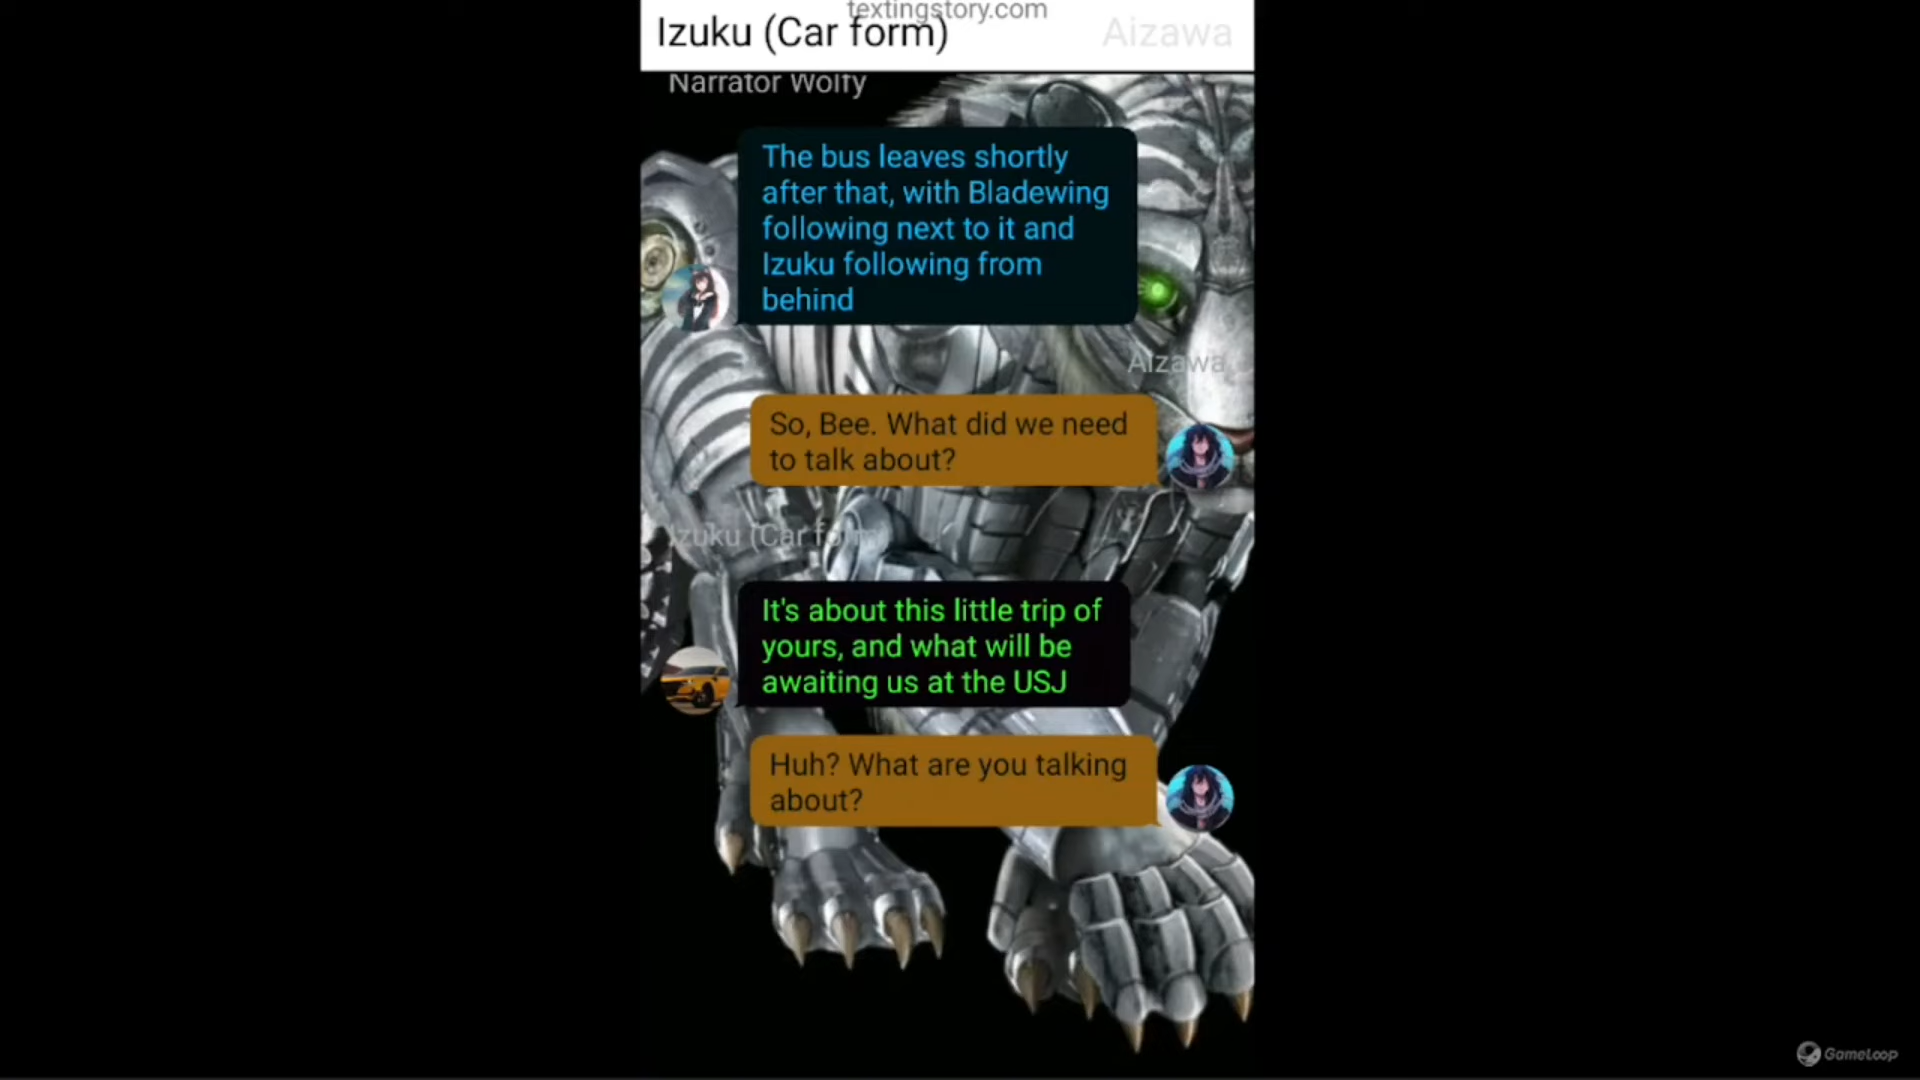 textingstory.com
Izuku (Car form)
Aizawa
Narrator Wolfy
The bus leaves shortly
after that, with Bladewing
following next to it and
Izuku following from
behind
Aizawa
So, Bee. What did we need
to talk about?
Izuku (Car form)
It's about this little trip of
yours, and what will be
awaiting us at the USJ
Huh? What are you talking
about?
GameLoop